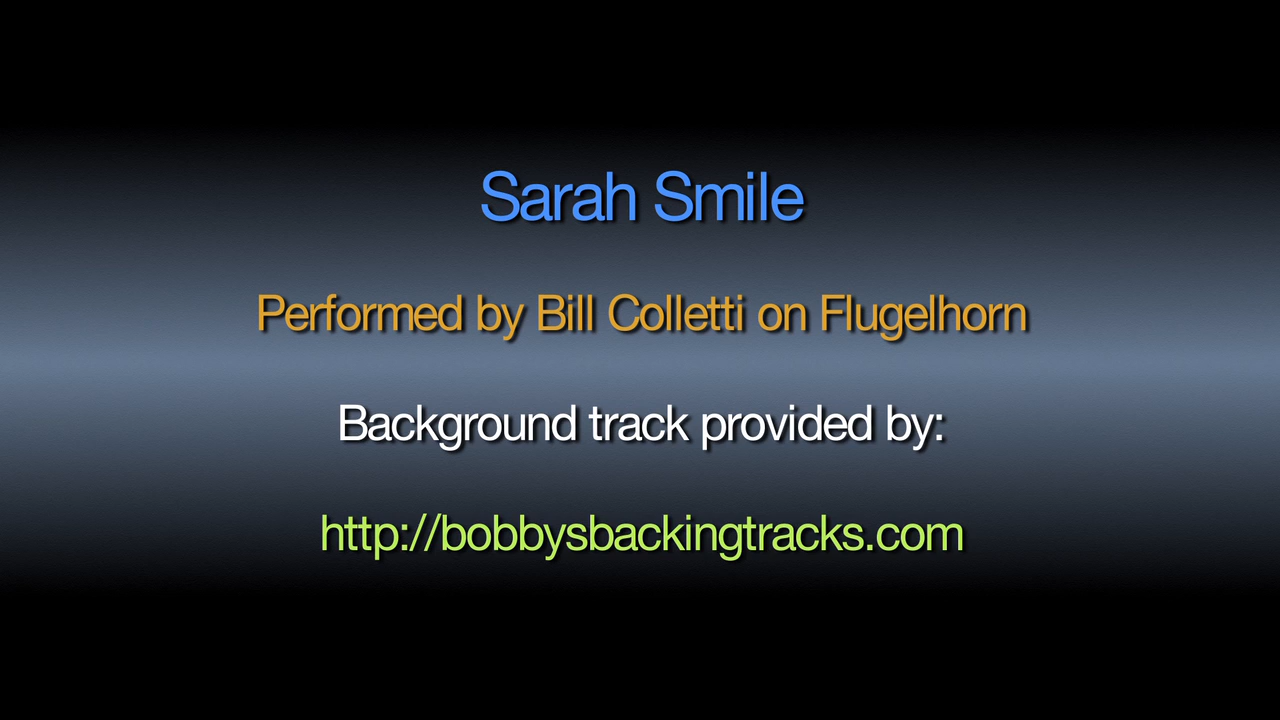 Sarah Smile
Performed by Bill Colletti on Flugelhorn
Background track provided by:
http://bobbysbackingtracks.com